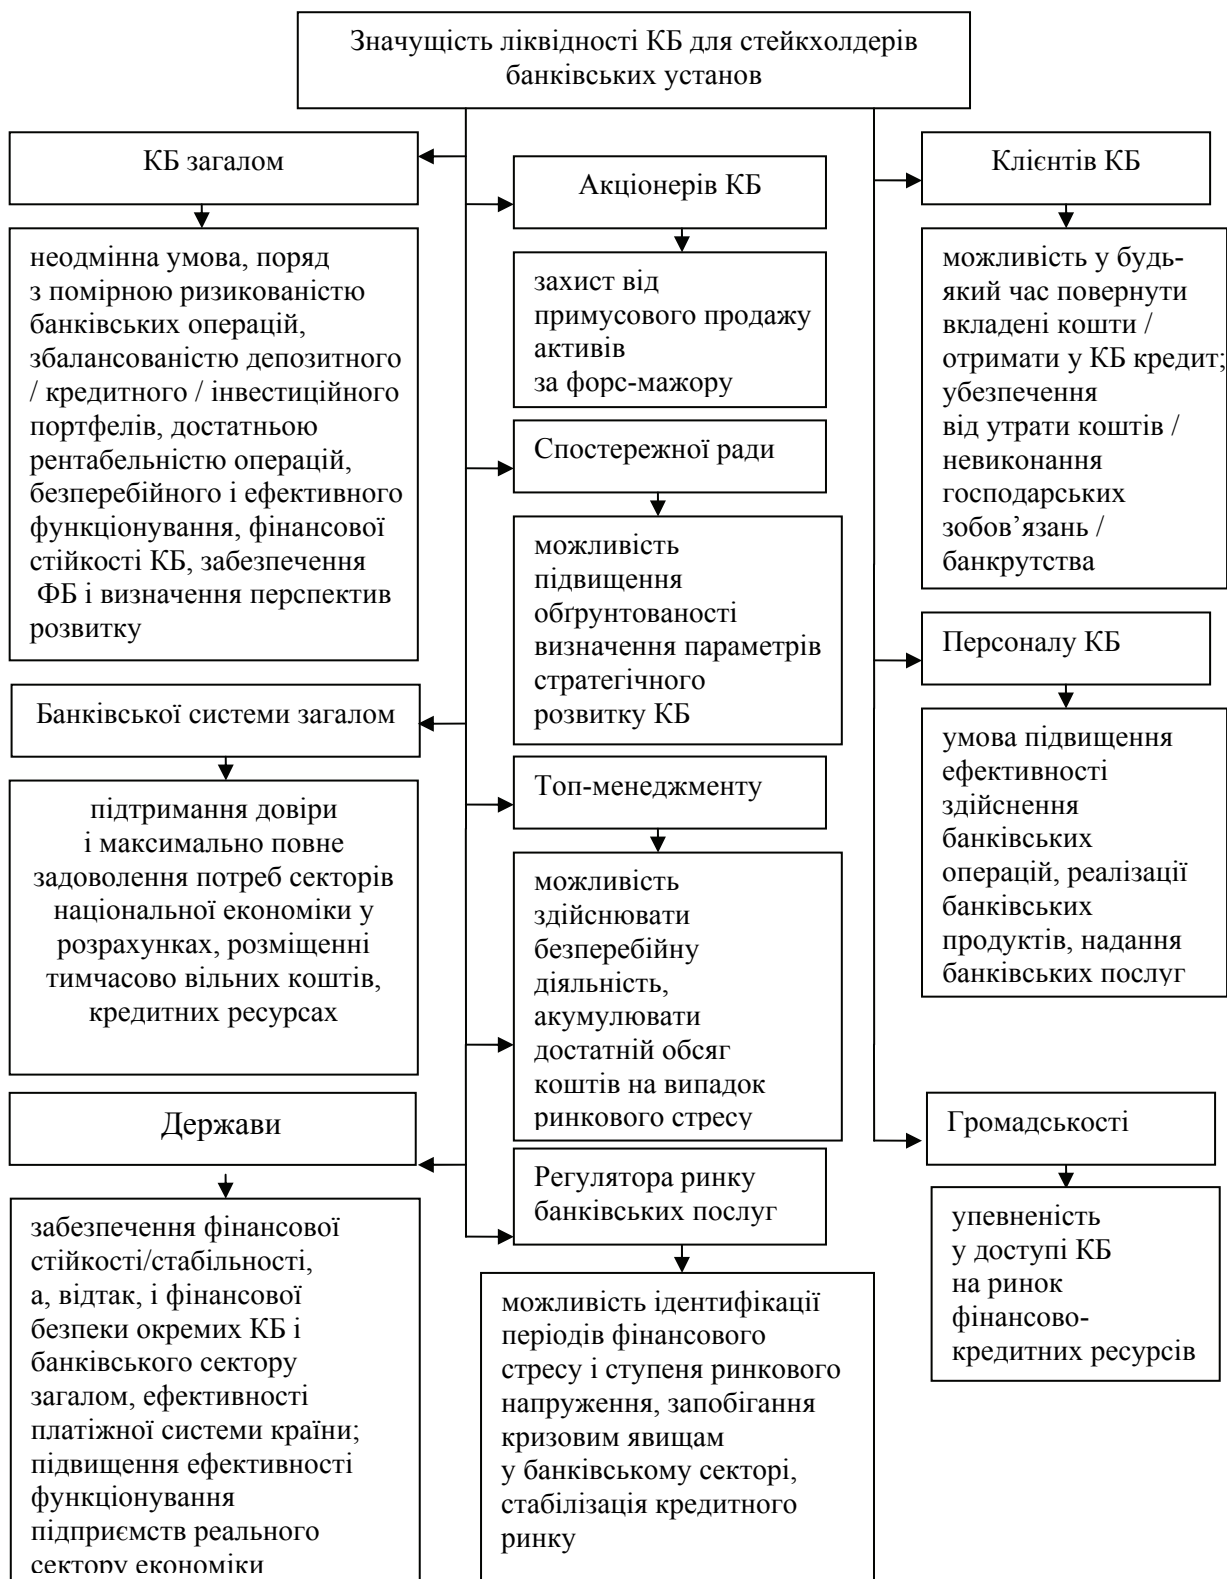 Значущість ліквідності КБ для стейкхолдерів
банківських установ
КБ загалом
неодмінна умова, поряд
з помірною ризикованістю
банківських операцій,
збалансованістю депозитного
/ кредитного / інвестиційного
портфелів, достатньою
рентабельністю операцій,
безперебійного і ефективного
функціонування, фінансової
стійкості КБ, забезпечення
ФБ і визначення перспектив
розвитку
Банківської системи загалом
підтримання довіри
і максимально повне
задоволення потреб секторів
національної економіки у
розрахунках, розміщенні
тимчасово вільних коштів,
кредитних ресурсах
Держави
забезпечення фінансової
стійкості/стабільності,
а, відтак, і фінансової
безпеки окремих КБ і
банківського сектору
загалом, ефективності
платіжної системи країни;
підвищення ефективності
функціонування
підприємств реального
сектору економіки
Акціонерів КБ
захист від
примусового продажу
активів
за форс-мажору
Спостережної ради
можливість
підвищення
обґрунтованості
визначення параметрів
стратегічного
розвитку КБ
Топ-менеджменту
можливість
здійснювати
безперебійну
діяльність,
акумулювати
достатній обсяг
коштів на випадок
ринкового стресу
Регулятора ринку
банківських послуг
можливість ідентифікації
періодів фінансового
стресу і ступеня ринкового
напруження, запобігання
кризовим явищам
у банківському секторі,
стабілізація кредитного
ринку
Клієнтів КБ
можливість у будь-
який час повернути
вкладені кошти /
отримати у КБ кредит;
убезпечення
від утрати коштів /
невиконання
господарських
зобов’язань /
банкрутства
Персоналу КБ
умова підвищення
ефективності
здійснення
банківських
операцій, реалізації
банківських
продуктів, надання
банківських послуг
Громадськості
упевненість
у доступі КБ
на ринок
фінансово-
кредитних ресурсів